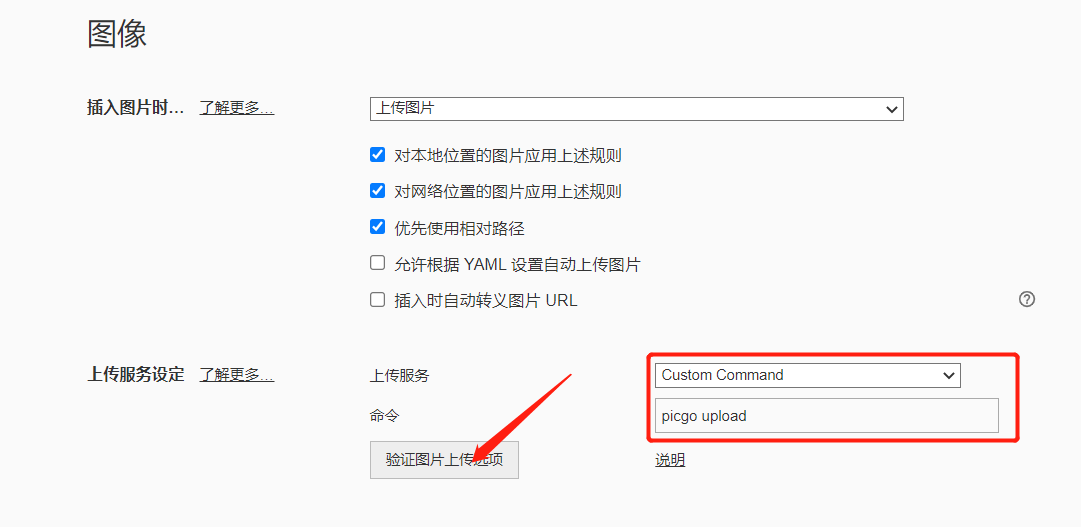 图像
插入图片时... 了解更多... 上传图片
对本地位置的图片应用上述规则
对网络位置的图片应用上述规则
优先使用相对路径
允许根据 YAML 设置自动上传图片
插入时自动转义图片 URL ?
上传服务设定 了解更多... 上传服务 Custom Command
命令 picgo upload
验证图片上传选项 说明